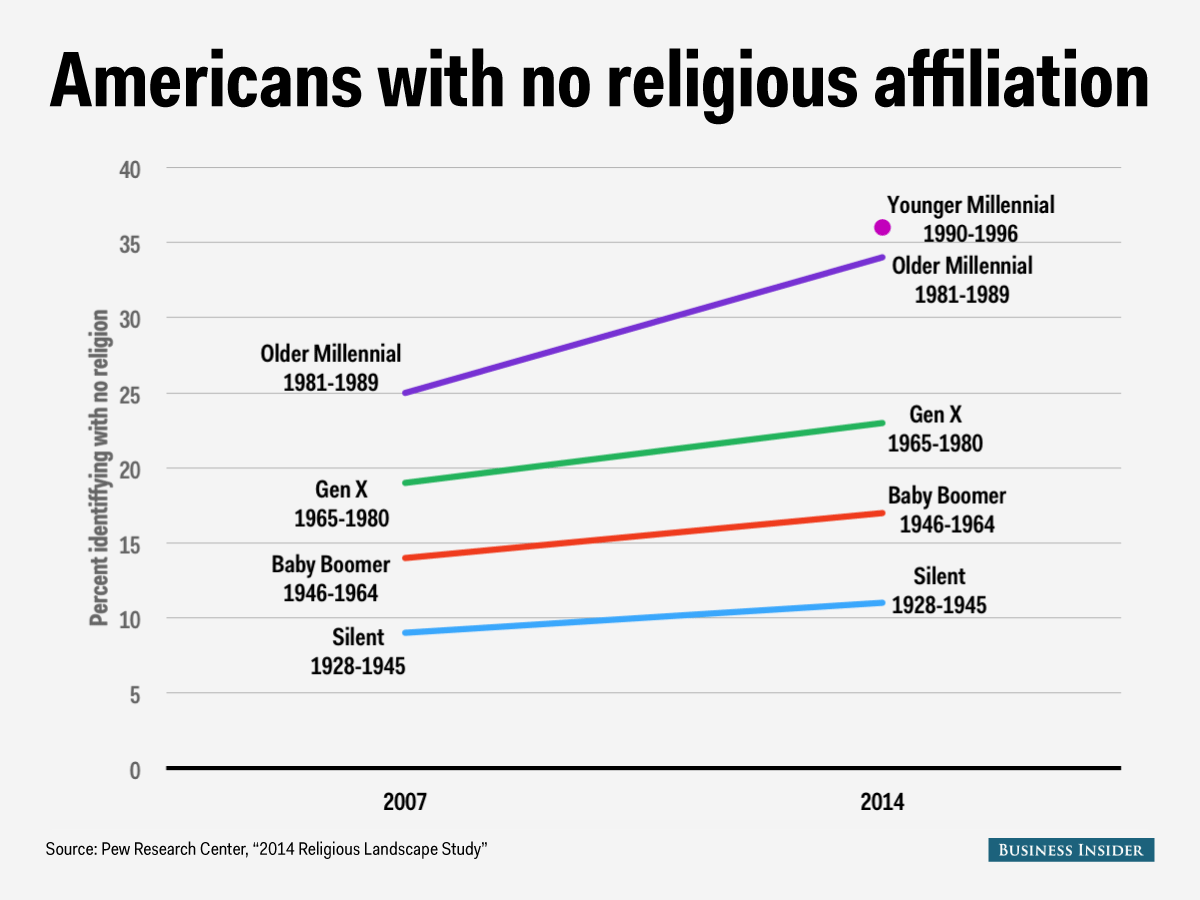 Americans with no religious affiliation
Percent identiffying with no religion
40
35
30
25
20
15
10
5
0
Younger Millennial
1990-1996
Older Millennial
1981-1989
Older Millennial
1981-1989
Gen X
1965-1980
Gen X
1965-1980
Baby Boomer
1946-1964
Baby Boomer
1946-1964
Silent
1928-1945
Silent
1928-1945
2007
2014
Source: Pew Research Center, “2014 Religious Landscape Study”
BUSINESS INSIDER